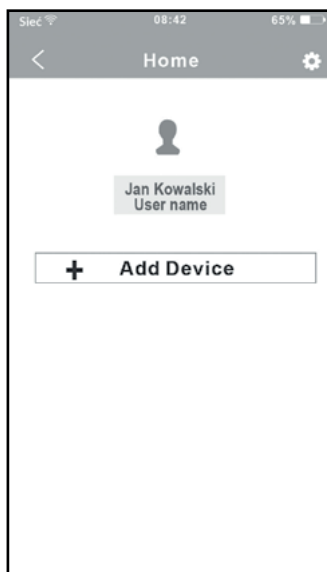 Sieć 08:42 65%
Home
Jan Kowalski
User name
+ Add Device